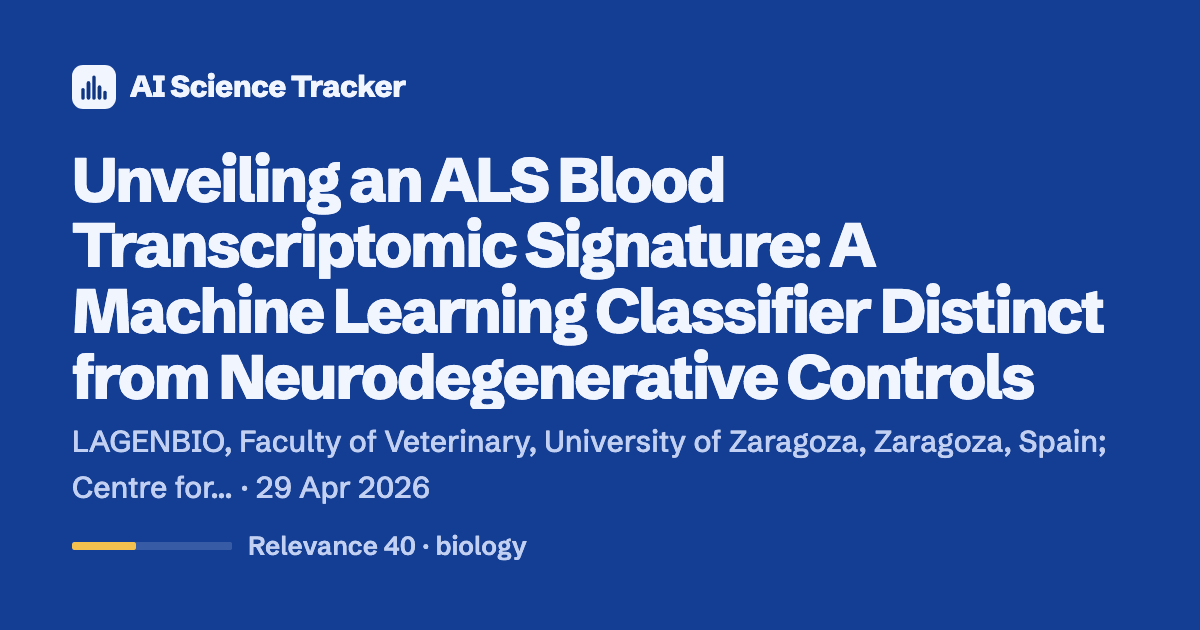 AI Science Tracker
Unveiling an ALS Blood
Transcriptomic Signature: A
Machine Learning Classifier Distinct
from Neurodegenerative Controls
LAGENBIO, Faculty of Veterinary, University of Zaragoza, Zaragoza, Spain;
Centre for... · 29 Apr 2026
Relevance 40 · biology